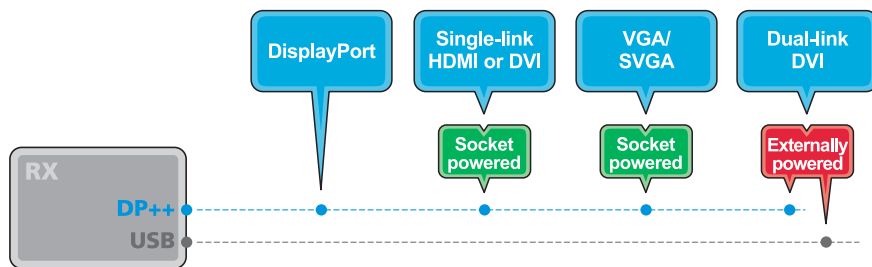 DisplayPort
Single-link
HDMI or DVI
VGA/
SVGA
Dual-link
DVI
Socket
powered
Socket
powered
Externally
powered
RX
DP++
USB